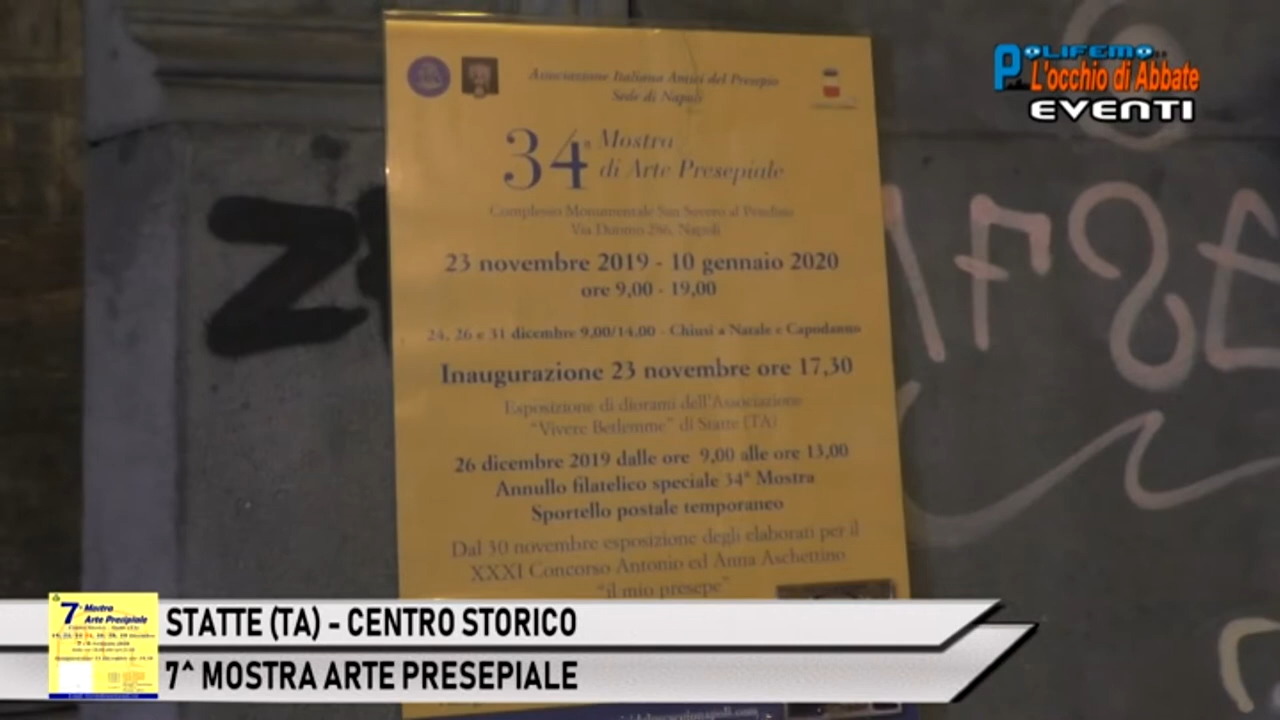 POLIFEMO
L'occhio di Abbate
EVENTI
Associazione Italiana Amici del Presepio
Sede di Napoli
34ª Mostra
di Arte Presepiale
Complesso Monumentale San Severo al Pendino
Via Duomo 286, Napoli
23 novembre 2019 - 10 gennaio 2020
ore 9,00 - 19,00
24, 26 e 31 dicembre 9,00/14,00 - Chiusi a Natale e Capodanno
Inaugurazione 23 novembre ore 17,30
Esposizione di diorami dell'Associazione
"Vivere Betlemme" di Statte (TA)
26 dicembre 2019 dalle ore 9,00 alle ore 13,00
Annullo filatelico speciale 34ª Mostra
Sportello postale temporaneo
Dal 30 novembre esposizione degli elaborati per il
XXXI Concorso Antonio ed Anna Aschettino
"il mio presepe"
7ª Mostra
Arte Presepiale
STATTE (TA) - CENTRO STORICO
7^ MOSTRA ARTE PRESEPIALE